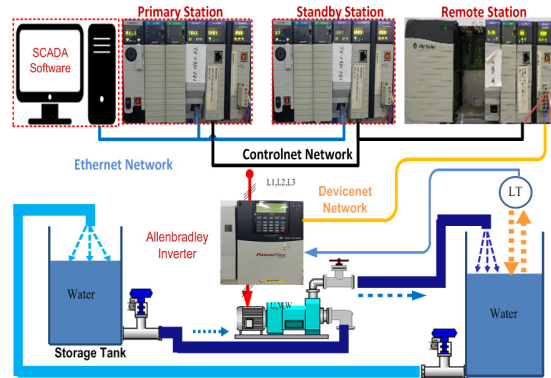 Primary Station
Standby Station
Remote Station
SCADA
Software
Ethernet Network
Controlnet Network
L1,L2,L3
Devicenet
Network
LT
Allenbradley
Inverter
PowerFlex
Water
U,V,W
Water
Storage Tank